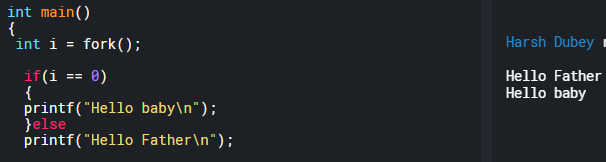 int main()
{
int i = fork();
if(i == 0)
{
printf("Hello baby\n");
}else
printf("Hello Father\n");
Harsh Dubey
Hello Father
Hello baby